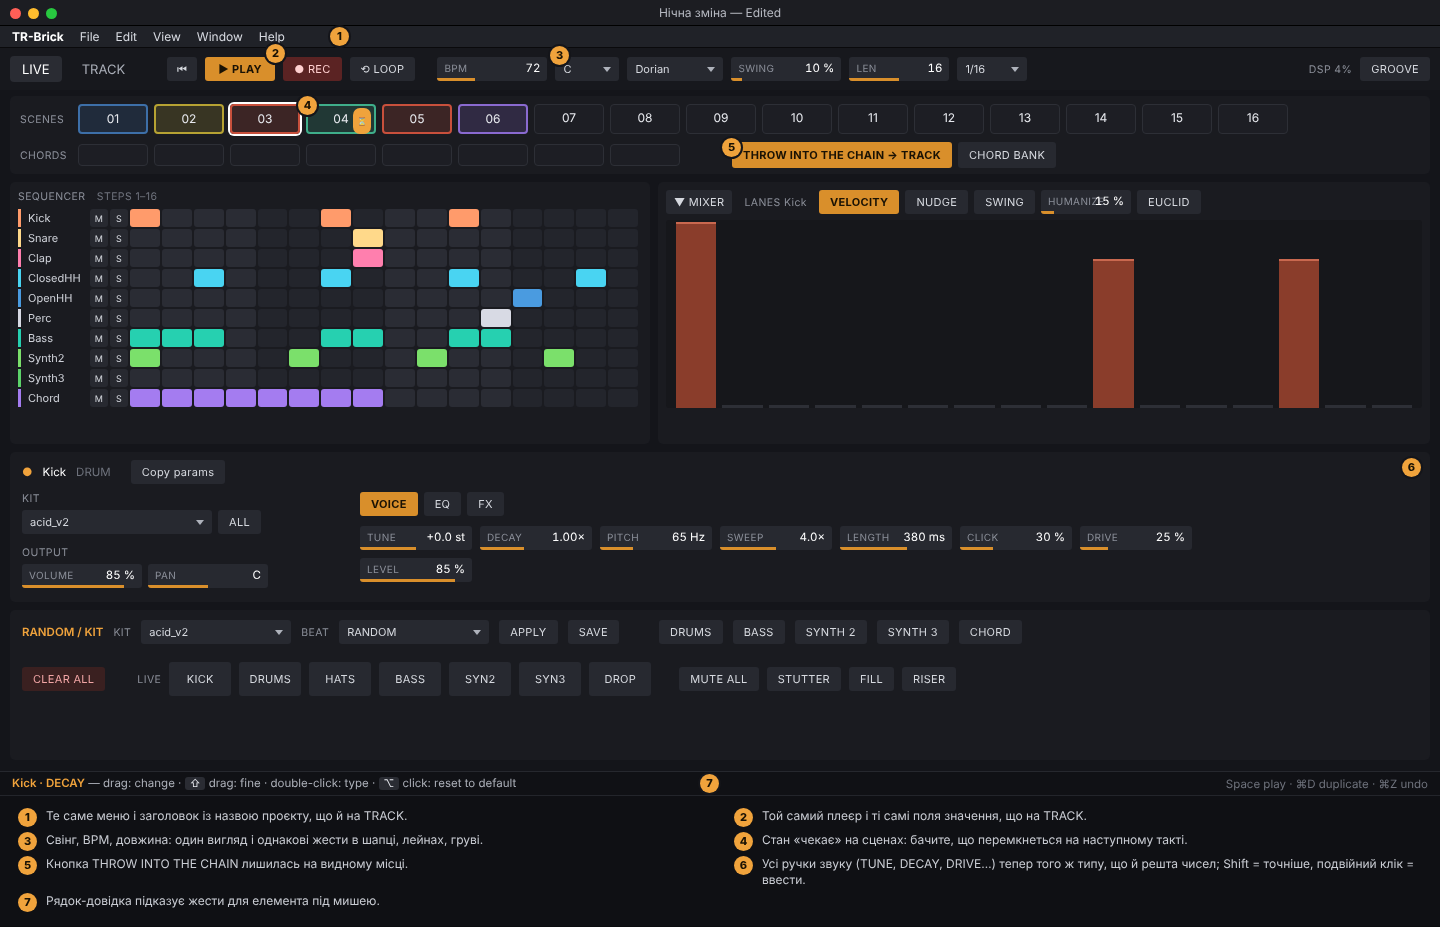 Нічна зміна — Edited
TR-Brick File Edit View Window Help 1
LIVE TRACK ⏮ ▶ PLAY 2 ● REC ⟲ LOOP BPM 72 3 C Dorian SWING 10 % LEN 16 1/16 DSP 4% GROOVE
SCENES 01 02 03 4 04 ⏳ 05 06 07 08 09 10 11 12 13 14 15 16
CHORDS 5 THROW INTO THE CHAIN → TRACK CHORD BANK
SEQUENCER STEPS 1–16
Kick M S
Snare M S
Clap M S
ClosedHH M S
OpenHH M S
Perc M S
Bass M S
Synth2 M S
Synth3 M S
Chord M S
▼ MIXER LANES Kick VELOCITY NUDGE SWING HUMANIZE 15 % EUCLID
● Kick DRUM Copy params 6
KIT
acid_v2 ALL
OUTPUT
VOLUME 85 % PAN C
VOICE EQ FX
TUNE +0.0 st DECAY 1.00× PITCH 65 Hz SWEEP 4.0× LENGTH 380 ms CLICK 30 % DRIVE 25 %
LEVEL 85 %
RANDOM / KIT KIT acid_v2 BEAT RANDOM APPLY SAVE DRUMS BASS SYNTH 2 SYNTH 3 CHORD
CLEAR ALL LIVE KICK DRUMS HATS BASS SYN2 SYN3 DROP MUTE ALL STUTTER FILL RISER
Kick · DECAY — drag: change · ⇧ drag: fine · double-click: type · ⌥ click: reset to default 7 Space play · ⌘D duplicate · ⌘Z undo
1 Те саме меню і заголовок із назвою проєкту, що й на TRACK.
2 Той самий плеєр і ті самі поля значення, що на TRACK.
3 Свінг, BPM, довжина: один вигляд і однакові жести в шапці, лейнах, груві.
4 Стан «чекає» на сценах: бачите, що перемкнеться на наступному такті.
5 Кнопка THROW INTO THE CHAIN лишилась на видному місці.
6 Усі ручки звуку (TUNE, DECAY, DRIVE…) тепер того ж типу, що й решта чисел; Shift = точніше, подвійний клік =
ввести.
7 Рядок-довідка підказує жести для елемента під мишею.